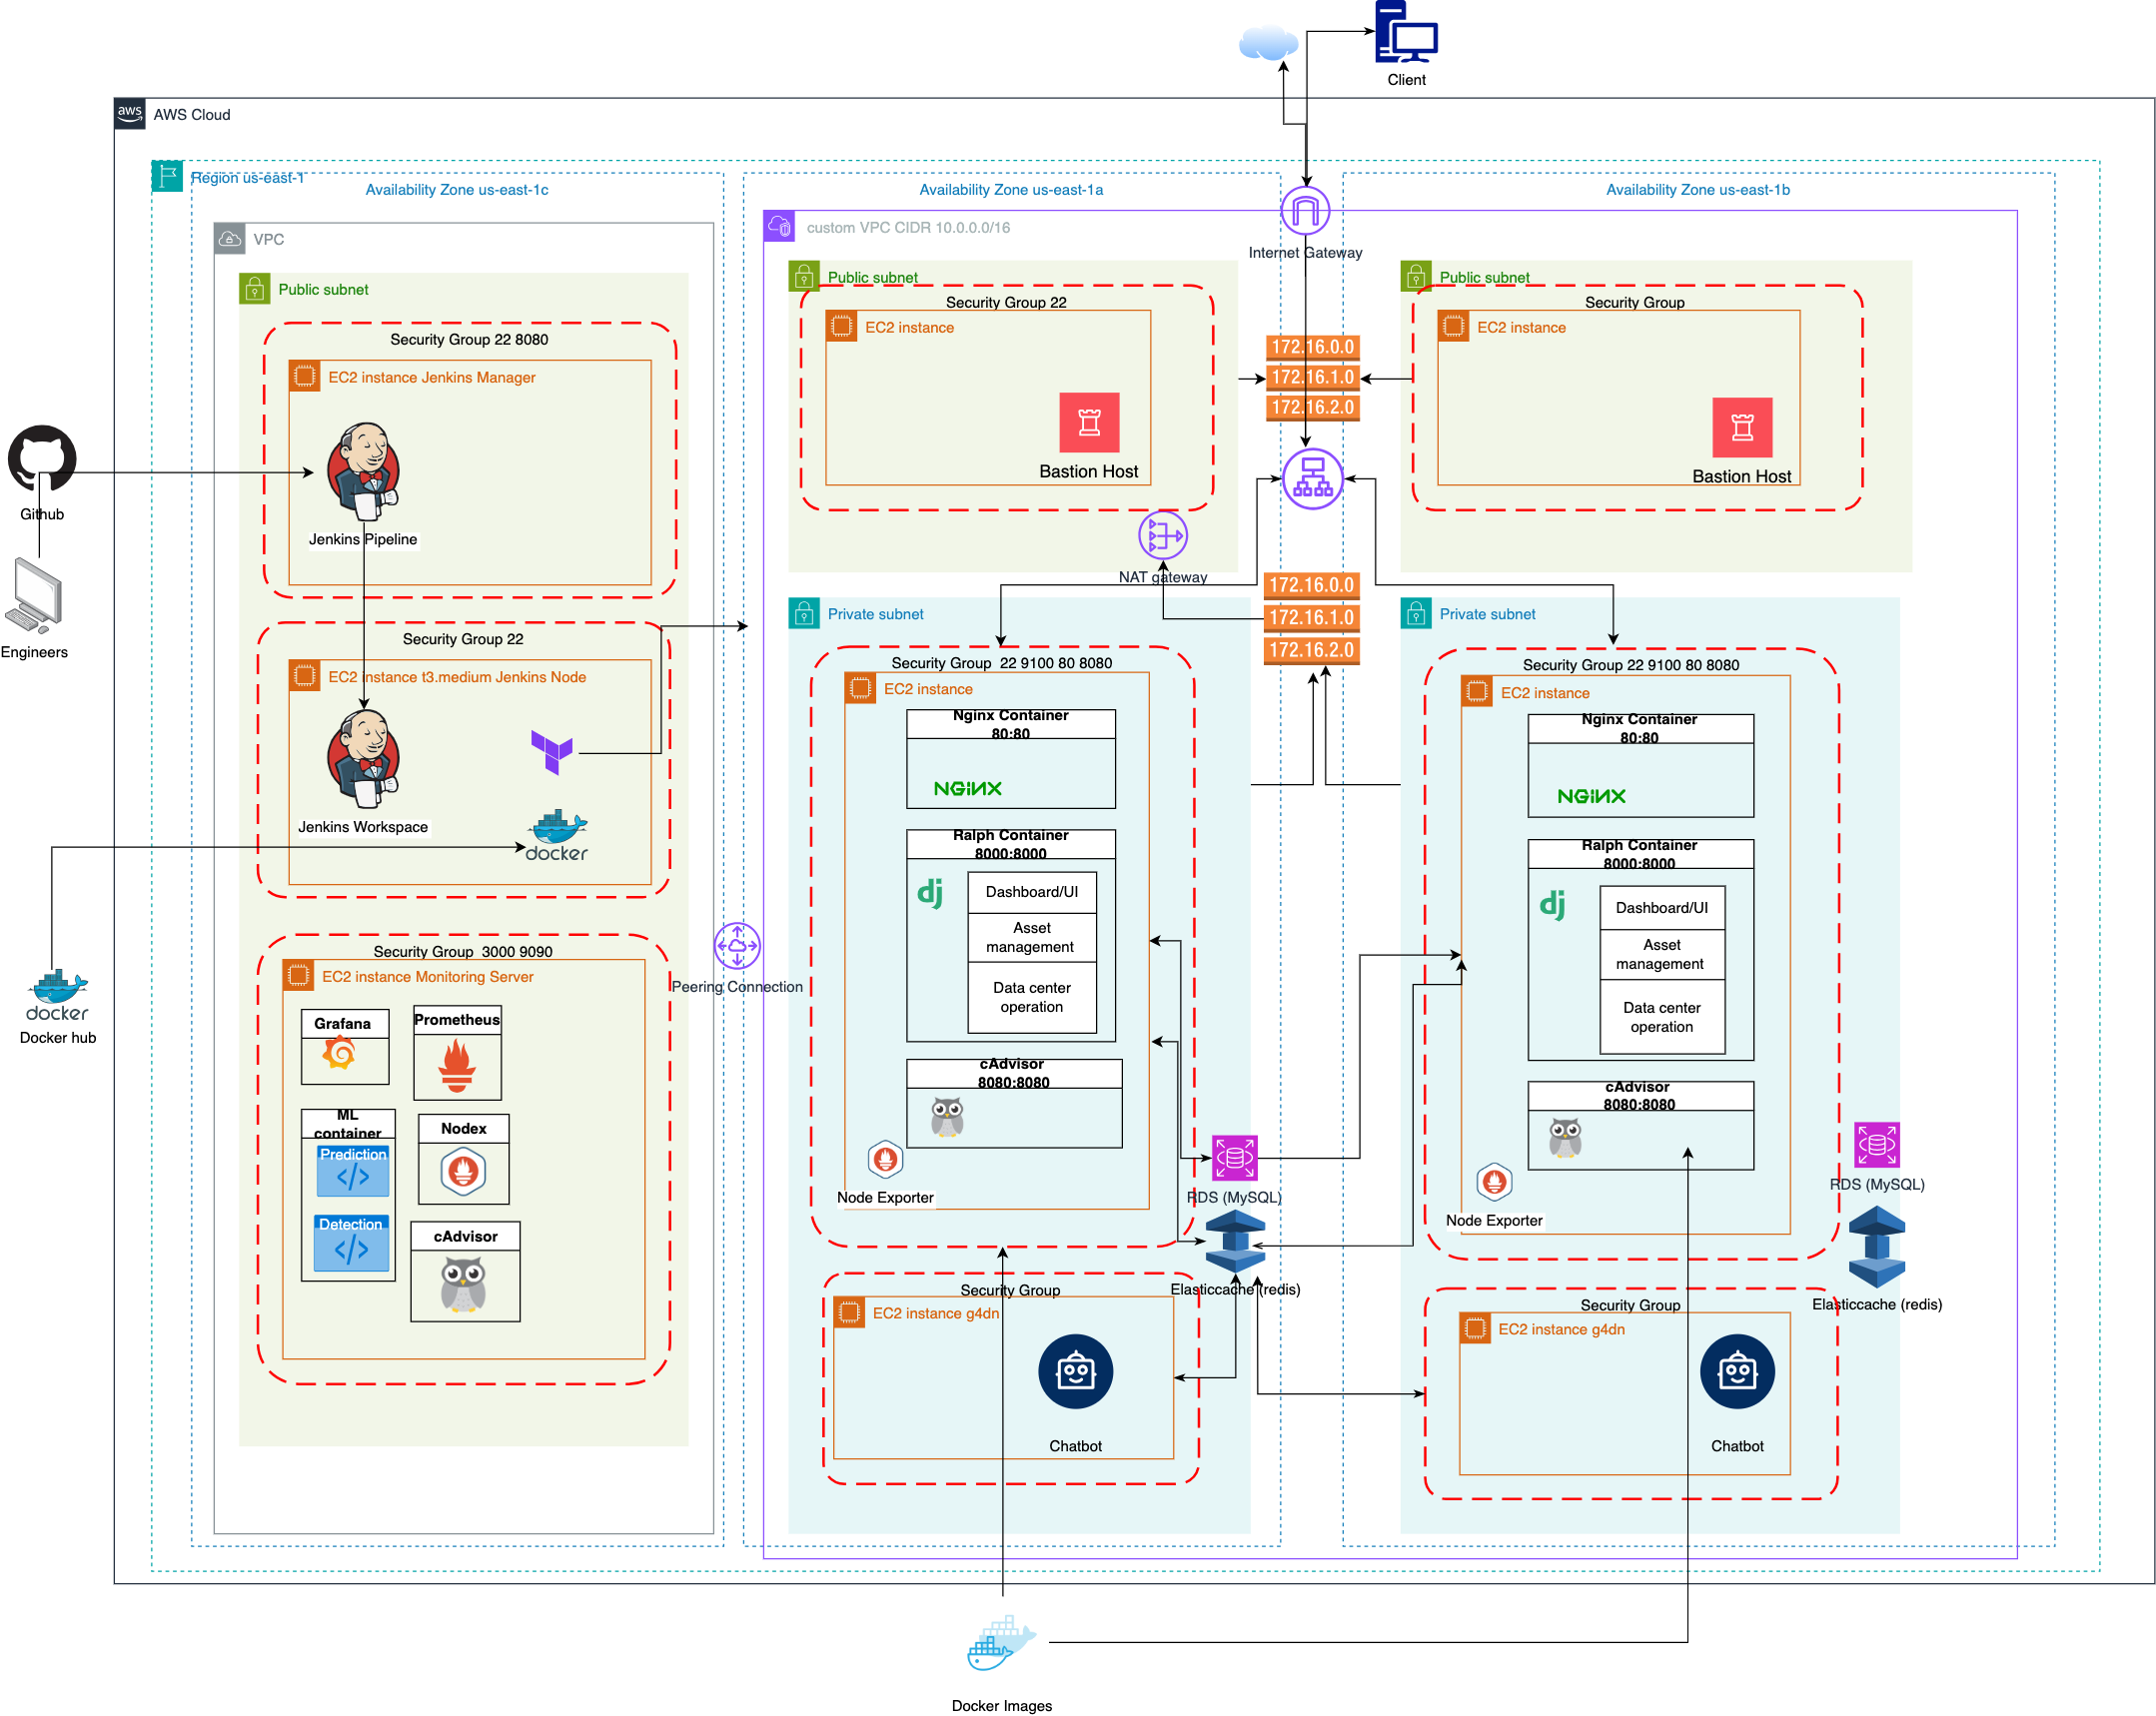 Client
aws
AWS Cloud
Region us-east-1
Availability Zone us-east-1c
Availability Zone us-east-1a
Availability Zone us-east-1b
VPC
Public subnet
Security Group 22 8080
EC2 instance Jenkins Manager
Jenkins Pipeline
Github
Engineers
Security Group 22
EC2 instance t3.medium Jenkins Node
Jenkins Workspace
docker
docker
Docker hub
Security Group  3000 9090
EC2 instance Monitoring Server
Grafana
Prometheus
ML
container
Prediction
Detection
Nodex
cAdvisor
Peering Connection
custom VPC CIDR 10.0.0.0/16
Internet Gateway
Public subnet
Security Group 22
EC2 instance
Bastion Host
NAT gateway
172.16.0.0
172.16.1.0
172.16.2.0
Public subnet
Security Group
EC2 instance
Bastion Host
172.16.0.0
172.16.1.0
172.16.2.0
Private subnet
Security Group  22 9100 80 8080
EC2 instance
Nginx Container
80:80
NGINX
Ralph Container
8000:8000
dj
Dashboard/UI
Asset
management
Data center
operation
cAdvisor
8080:8080
Node Exporter
RDS (MySQL)
Elasticcache (redis)
Security Group
EC2 instance g4dn
Chatbot
Private subnet
Security Group 22 9100 80 8080
EC2 instance
Nginx Container
80:80
NGINX
Ralph Container
8000:8000
dj
Dashboard/UI
Asset
management
Data center
operation
cAdvisor
8080:8080
Node Exporter
RDS (MySQL)
Elasticcache (redis)
Security Group
EC2 instance g4dn
Chatbot
Docker Images